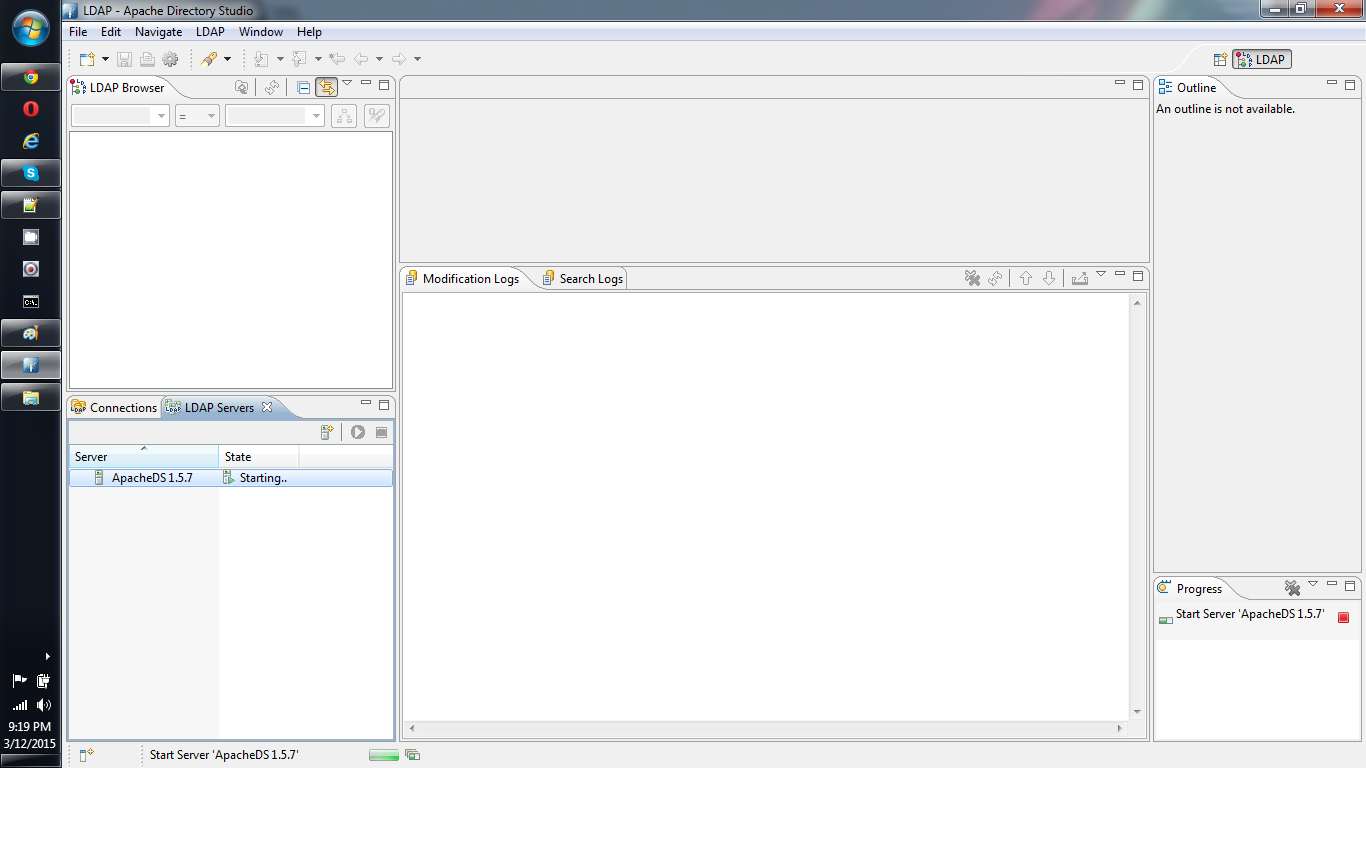 LDAP - Apache Directory Studio
File Edit Navigate LDAP Window Help
LDAP
LDAP Browser
=
Outline
An outline is not available.
Modification Logs
Search Logs
Connections
LDAP Servers
Server State
ApacheDS 1.5.7 Starting..
Progress
Start Server 'ApacheDS 1.5.7'
9:19 PM
3/12/2015
Start Server 'ApacheDS 1.5.7'